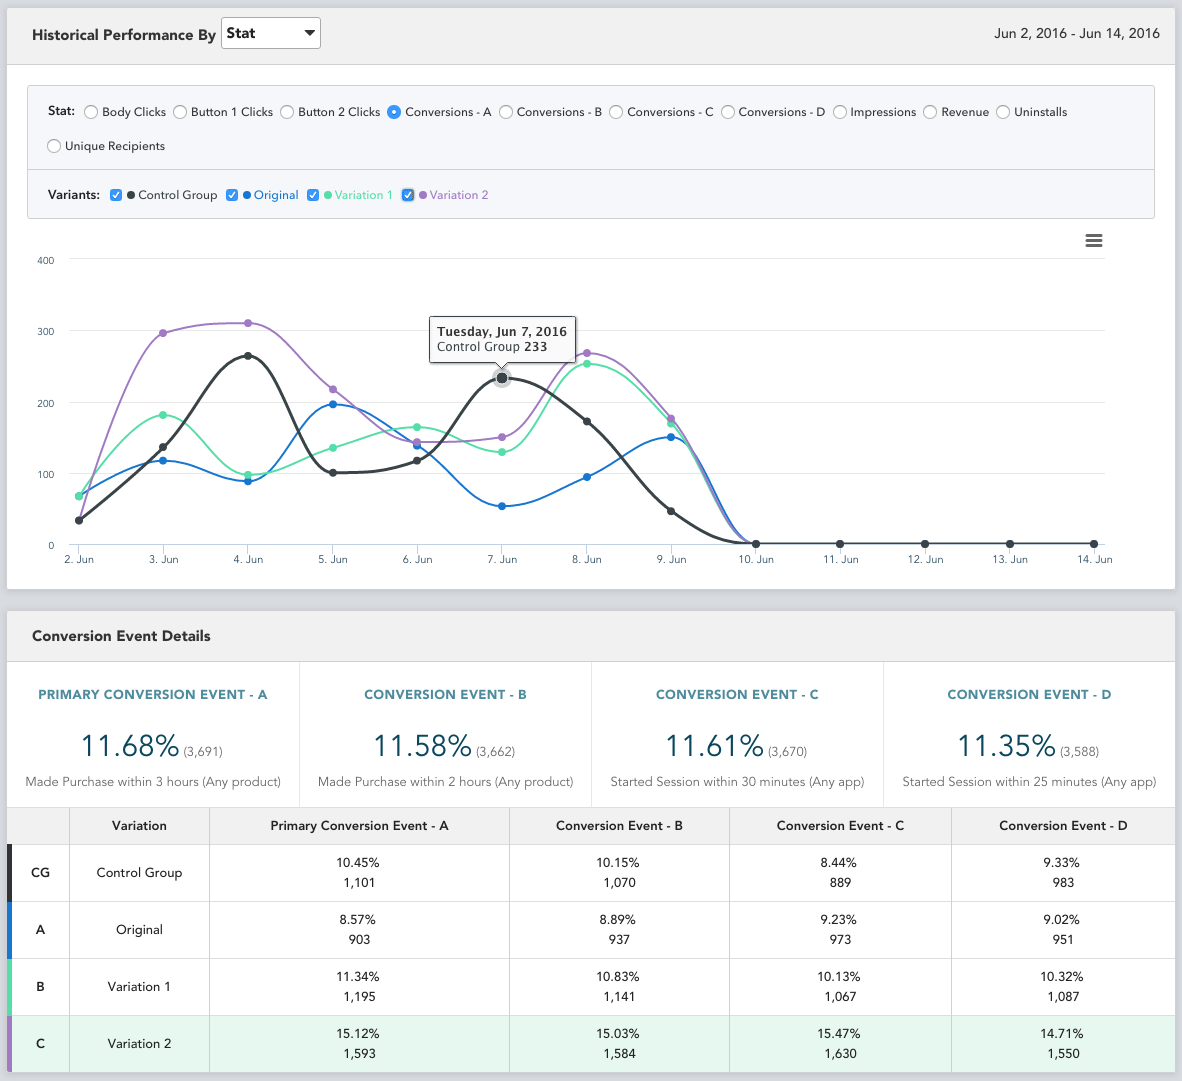 Historical Performance By Stat Jun 2, 2016 - Jun 14, 2016
Stat: Body Clicks Button 1 Clicks Button 2 Clicks Conversions - A Conversions - B Conversions - C Conversions - D Impressions Revenue Uninstalls
Unique Recipients
Variants: Control Group Original Variation 1 Variation 2
400
300
200
100
0
Tuesday, Jun 7, 2016
Control Group 233
2. Jun 3. Jun 4. Jun 5. Jun 6. Jun 7. Jun 8. Jun 9. Jun 10. Jun 11. Jun 12. Jun 13. Jun 14. Jun
Conversion Event Details
PRIMARY CONVERSION EVENT - A CONVERSION EVENT - B CONVERSION EVENT - C CONVERSION EVENT - D
11.68% (3,691) 11.58% (3,662) 11.61% (3,670) 11.35% (3,588)
Made Purchase within 3 hours (Any product) Made Purchase within 2 hours (Any product) Started Session within 30 minutes (Any app) Started Session within 25 minutes (Any app)
Variation Primary Conversion Event - A Conversion Event - B Conversion Event - C Conversion Event - D
10.45% 10.15% 8.44% 9.33%
CG Control Group
1,101 1,070 889 983
8.57% 8.89% 9.23% 9.02%
A Original
903 937 973 951
11.34% 10.83% 10.13% 10.32%
B Variation 1
1,195 1,141 1,067 1,087
15.12% 15.03% 15.47% 14.71%
C Variation 2
1,593 1,584 1,630 1,550